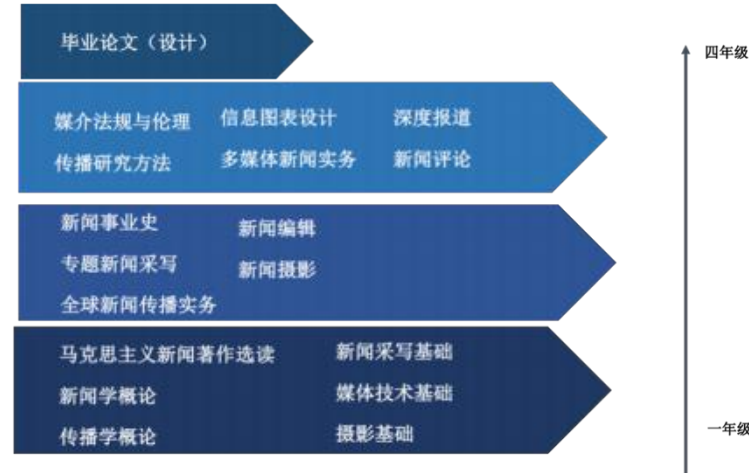 毕业论文（设计）
四年级
媒介法规与伦理 信息图表设计 深度报道
传播研究方法 多媒体新闻实务 新闻评论
新闻事业史 新闻编辑
专题新闻采写 新闻摄影
全球新闻传播实务
马克思主义新闻著作选读 新闻采写基础
新闻学概论 媒体技术基础
传播学概论 摄影基础
一年级